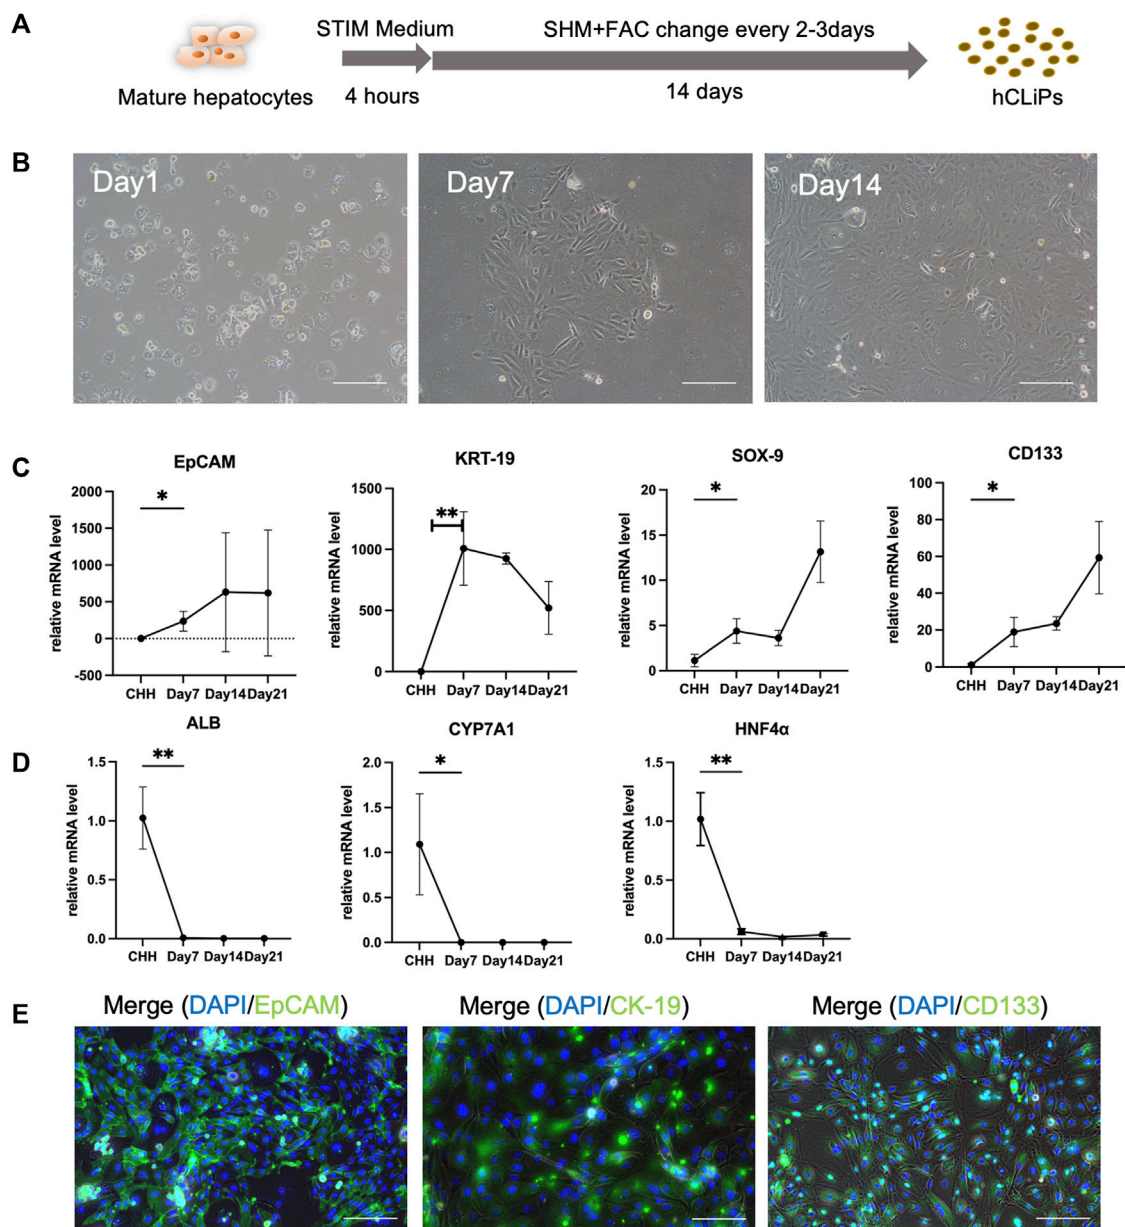 A
STIM Medium
SHM+FAC change every 2-3days
Mature hepatocytes
4 hours
14 days
hCLiPs
B
Day1
Day7
Day14
C
EpCAM
KRT-19
SOX-9
CD133
relative mRNA level
2000
1500
1000
500
0
-500
*
CHH Day7 Day14 Day21
relative mRNA level
1500
1000
500
0
**
CHH Day7 Day14 Day21
relative mRNA level
20
15
10
5
0
*
CHH Day7 Day14 Day21
relative mRNA level
100
80
60
40
20
0
*
CHH Day7 Day14 Day21
D
ALB
CYP7A1
HNF4α
relative mRNA level
1.5
1.0
0.5
0.0
**
CHH Day7 Day14 Day21
relative mRNA level
2.0
1.5
1.0
0.5
0.0
*
CHH Day7 Day14 Day21
relative mRNA level
1.5
1.0
0.5
0.0
**
CHH Day7 Day14 Day21
E
Merge (DAPI/EpCAM)
Merge (DAPI/CK-19)
Merge (DAPI/CD133)